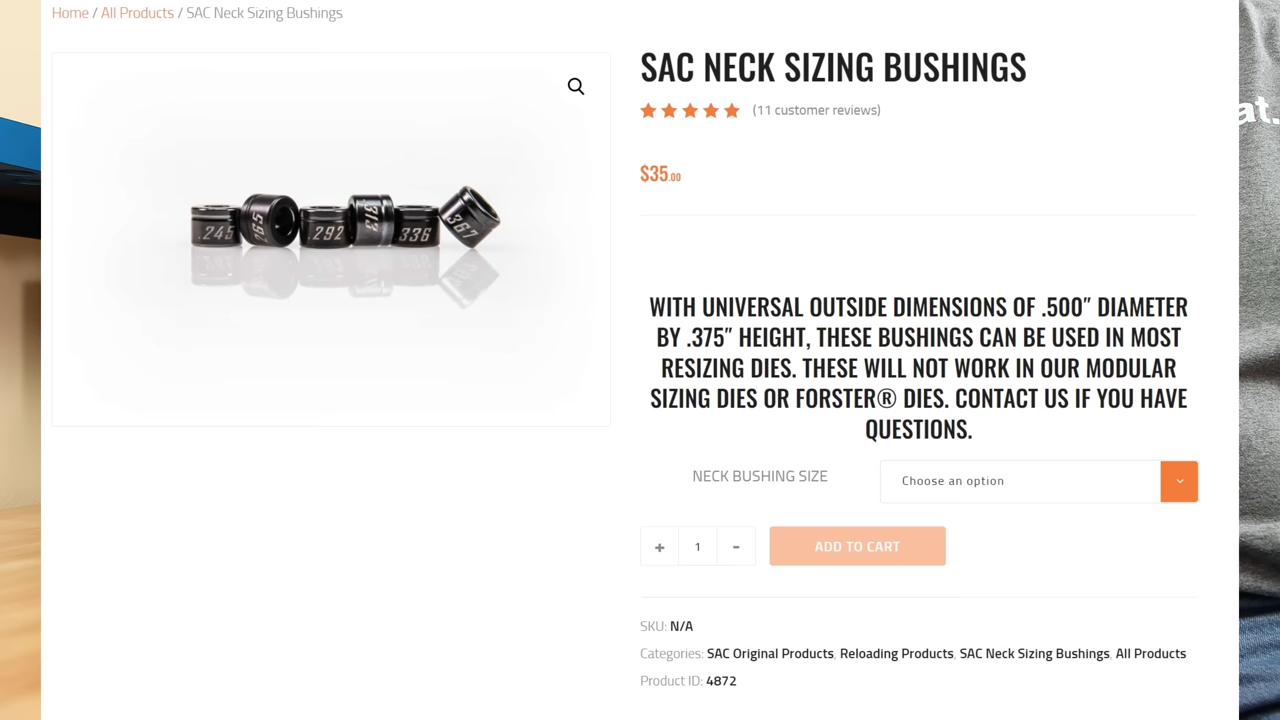 Home / All Products / SAC Neck Sizing Bushings
.245
.265
.292
.313
.336
.367
SAC NECK SIZING BUSHINGS
(11 customer reviews)
$35.00
WITH UNIVERSAL OUTSIDE DIMENSIONS OF .500″ DIAMETER
BY .375″ HEIGHT, THESE BUSHINGS CAN BE USED IN MOST
RESIZING DIES. THESE WILL NOT WORK IN OUR MODULAR
SIZING DIES OR FORSTER® DIES. CONTACT US IF YOU HAVE
QUESTIONS.
NECK BUSHING SIZE
Choose an option
+ 1 -
ADD TO CART
SKU: N/A
Categories: SAC Original Products, Reloading Products, SAC Neck Sizing Bushings, All Products
Product ID: 4872
at.